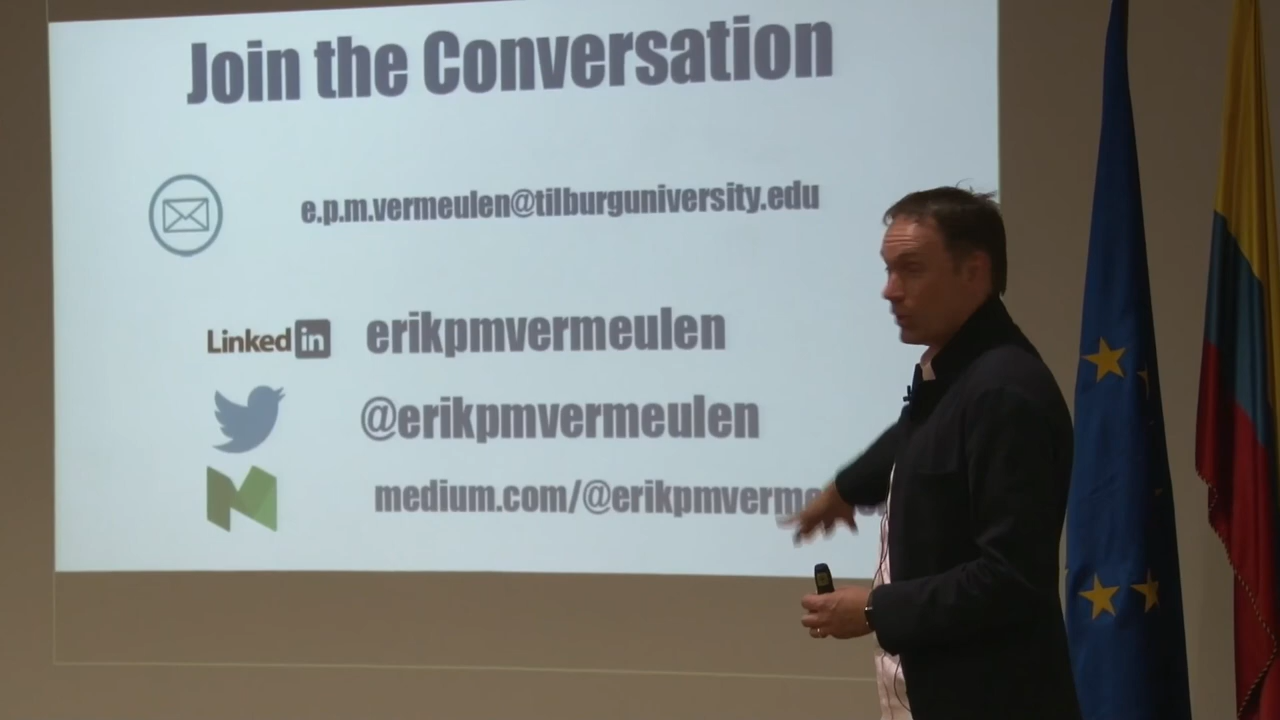 Join the Conversation
e.p.m.vermeulen@tilburguniversity.edu
Linked in erikpmvermeulen
@erikpmvermeulen
medium.com/@erikpmverme